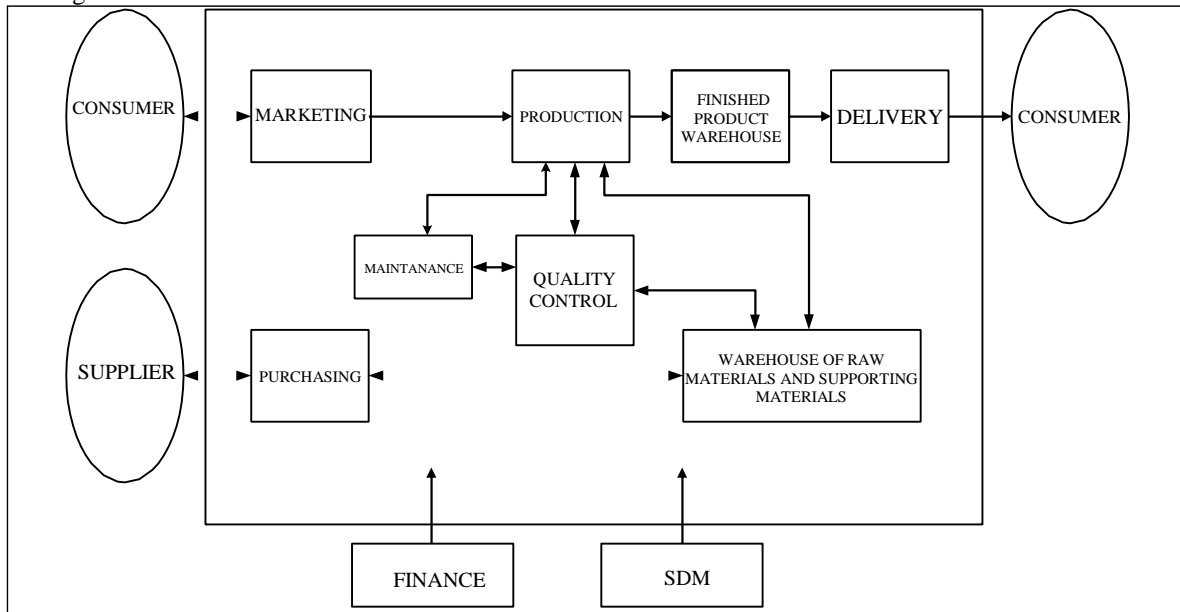 CONSUMER
MARKETING
PRODUCTION
FINISHED
PRODUCT
WAREHOUSE
DELIVERY
CONSUMER
MAINTANANCE
QUALITY
CONTROL
SUPPLIER
PURCHASING
WAREHOUSE OF RAW
MATERIALS AND SUPPORTING
MATERIALS
FINANCE
SDM